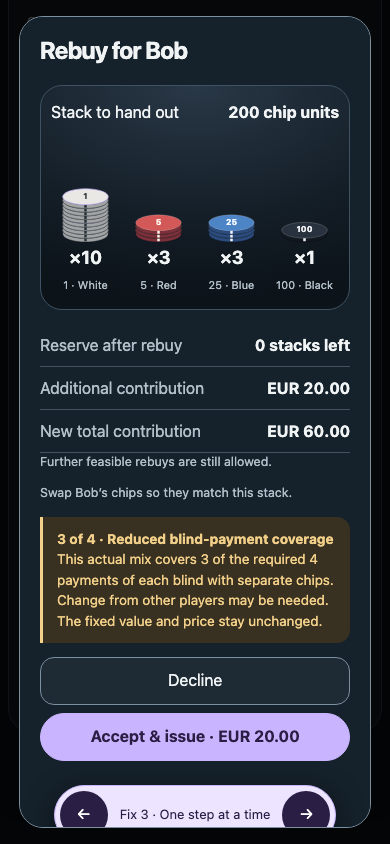 Rebuy for Bob
Stack to hand out 200 chip units
1 5 25 100
×10 ×3 ×3 ×1
1 · White 5 · Red 25 · Blue 100 · Black
Reserve after rebuy 0 stacks left
Additional contribution EUR 20.00
New total contribution EUR 60.00
Further feasible rebuys are still allowed.
Swap Bob’s chips so they match this stack.
3 of 4 · Reduced blind-payment coverage
This actual mix covers 3 of the required 4
payments of each blind with separate chips.
Change from other players may be needed.
The fixed value and price stay unchanged.
Decline
Accept & issue · EUR 20.00
← Fix 3 · One step at a time →